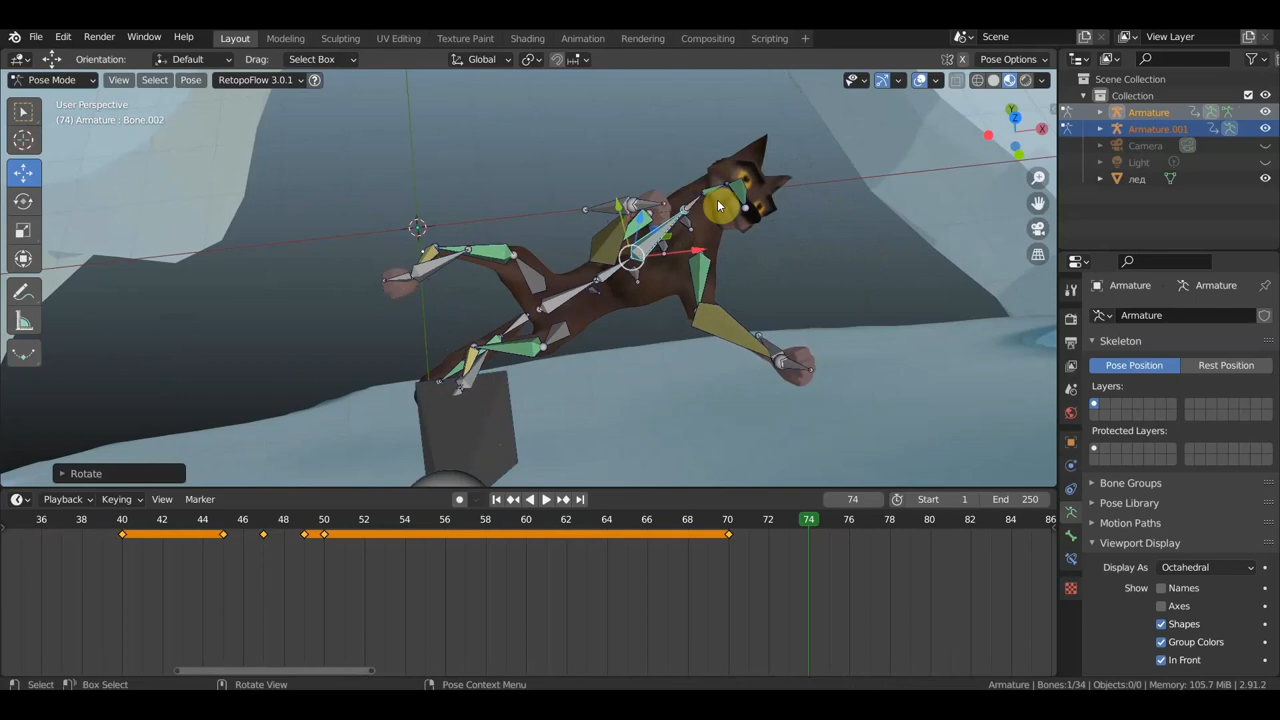 File Edit Render Window Help Layout Modeling Sculpting UV Editing Texture Paint Shading Animation Rendering Compositing Scripting + Scene View Layer
Orientation: Default Drag: Select Box Global Pose Options
Pose Mode View Select Pose RetopoFlow 3.0.1
User Perspective
(74) Armature : Bone.002
Y
Z
X
Scene Collection
Collection
Armature
Armature.001
Camera
Light
лед
Armature Armature
Armature
Skeleton
Pose Position Rest Position
Layers:
Protected Layers:
Bone Groups
Pose Library
Motion Paths
Viewport Display
Display As Octahedral
Show Names
Axes
Shapes
Group Colors
In Front
Rotate
Playback Keying View Marker 74 Start 1 End 250
36 40 42 44 46 48 50 52 54 56 58 60 62 64 66 68 70 72 74 76 78 80 82 84 86
Select Box Select Rotate View Pose Context Menu Armature | Bones:1/34 | Objects:0/0 | Memory: 105.7 MiB | 2.91.2